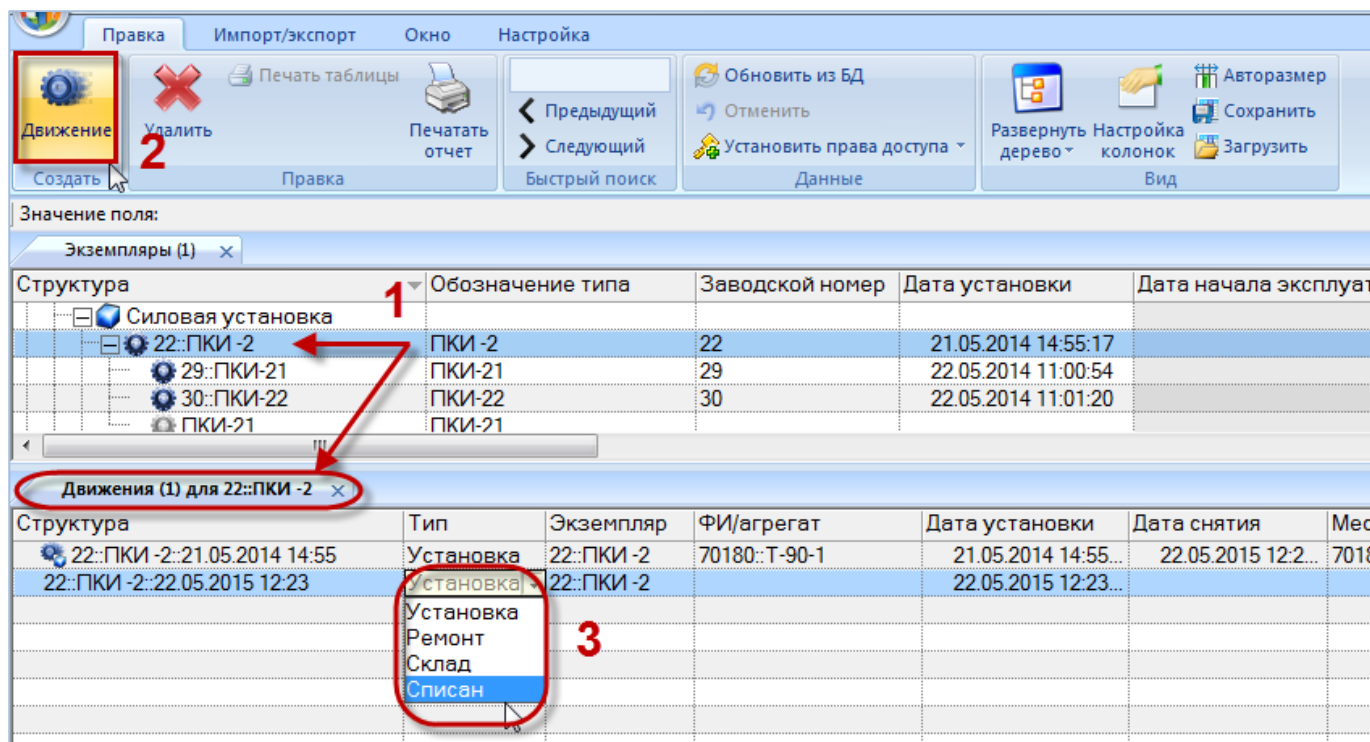 Правка Импорт/экспорт Окно Настройка
Движение
Удалить
Печать таблицы
Печатать отчет
Предыдущий
Следующий
Обновить из БД
Отменить
Установить права доступа
Развернуть дерево
Настройка колонок
Авторазмер
Сохранить
Загрузить
2
Создать Правка Быстрый поиск Данные Вид
Значение поля:
Экземпляры (1)
Структура Обозначение типа Заводской номер Дата установки Дата начала эксплуат
1
Силовая установка
22::ПКИ -2 ПКИ -2 22 21.05.2014 14:55:17
29::ПКИ-21 ПКИ-21 29 22.05.2014 11:00:54
30::ПКИ-22 ПКИ-22 30 22.05.2014 11:01:20
ПКИ-21 ПКИ-21
Движения (1) для 22::ПКИ -2
Структура Тип Экземпляр ФИ/агрегат Дата установки Дата снятия Мес
22::ПКИ -2::21.05.2014 14:55 Установка 22::ПКИ -2 70180::Т-90-1 21.05.2014 14:55... 22.05.2015 12:2... 7018
22::ПКИ -2::22.05.2015 12:23 Установка 22::ПКИ -2 22.05.2015 12:23...
Установка
Ремонт
Склад
Списан
3